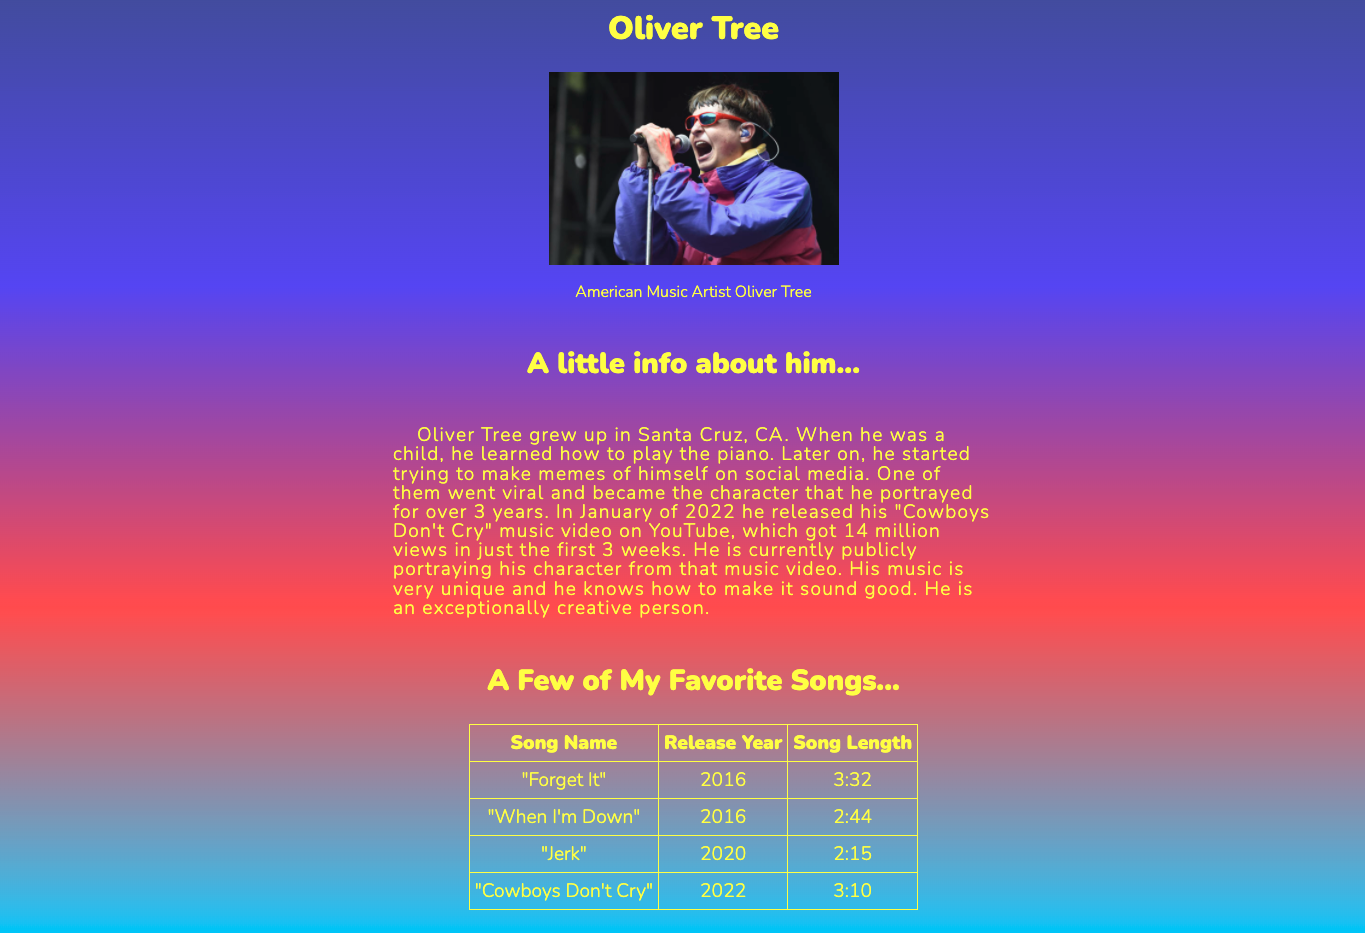 Oliver Tree
American Music Artist Oliver Tree
A little info about him...
Oliver Tree grew up in Santa Cruz, CA. When he was a
child, he learned how to play the piano. Later on, he started
trying to make memes of himself on social media. One of
them went viral and became the character that he portrayed
for over 3 years. In January of 2022 he released his "Cowboys
Don't Cry" music video on YouTube, which got 14 million
views in just the first 3 weeks. He is currently publicly
portraying his character from that music video. His music is
very unique and he knows how to make it sound good. He is
an exceptionally creative person.
A Few of My Favorite Songs...
Song Name Release Year Song Length
"Forget It" 2016 3:32
"When I'm Down" 2016 2:44
"Jerk" 2020 2:15
"Cowboys Don't Cry" 2022 3:10